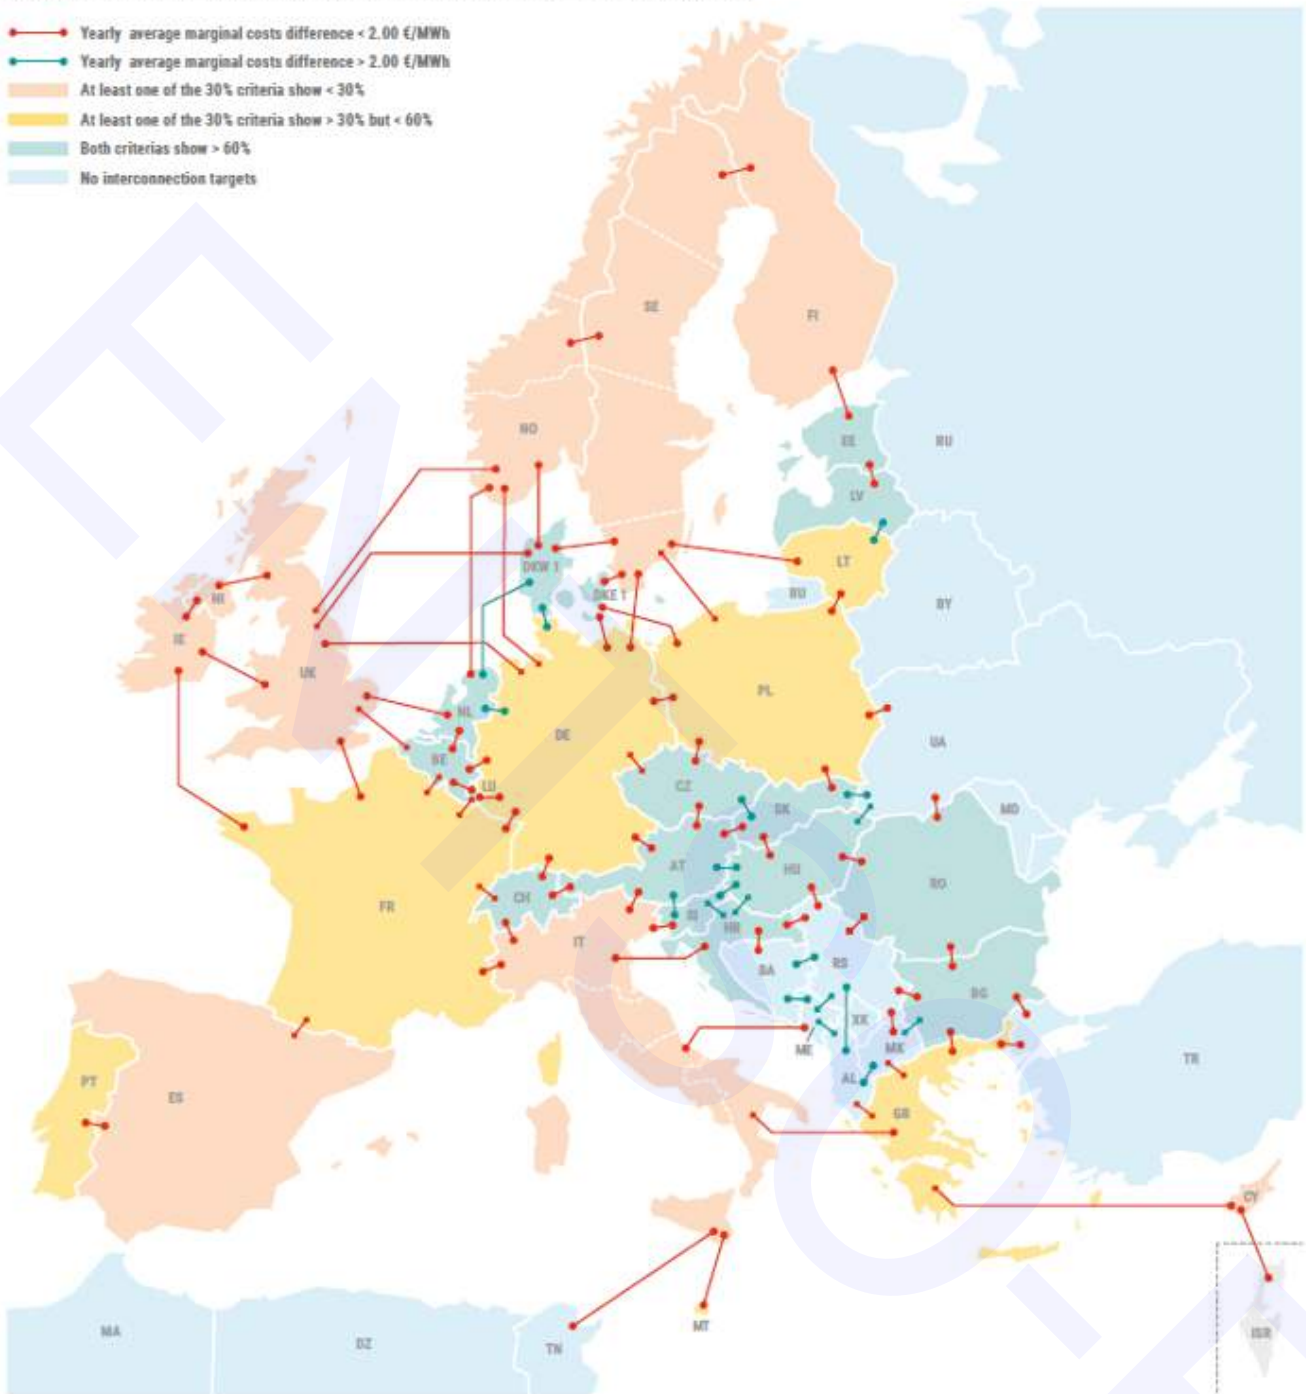 Yearly average marginal costs difference < 2.00 €/MWh
Yearly average marginal costs difference > 2.00 €/MWh
At least one of the 30% criteria show < 30%
At least one of the 30% criteria show > 30% but < 60%
Both criterias show > 60%
No interconnection targets
SE
FI
NO
EE
RU
LV
DKW 1
LT
NI
DKE 1
RU
BY
IE
UK
PL
NL
DE
UA
BE
LU
CZ
SK
MD
AT
HU
RO
CH
FR
SI
HR
IT
BA
RS
BG
XK
ME
MK
TR
PT
AL
ES
GR
CY
MT
MA
DZ
TN
ISR